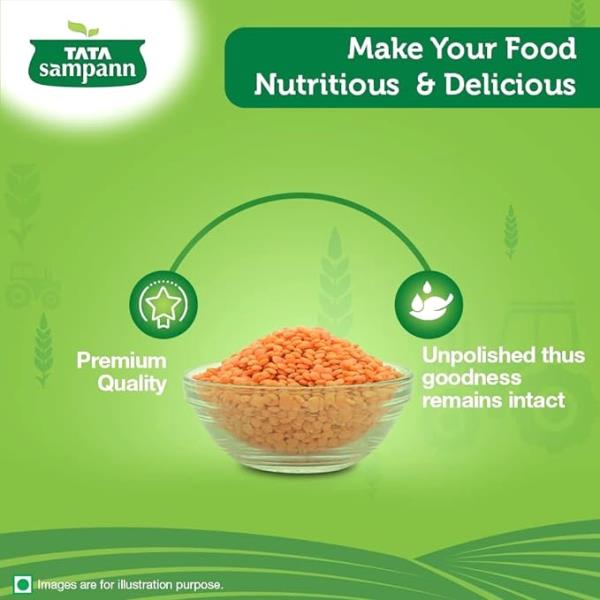 TATA
sampann
Make Your Food
Nutritious & Delicious
Premium
Quality
Unpolished thus
goodness
remains intact
Images are for illustration purpose.